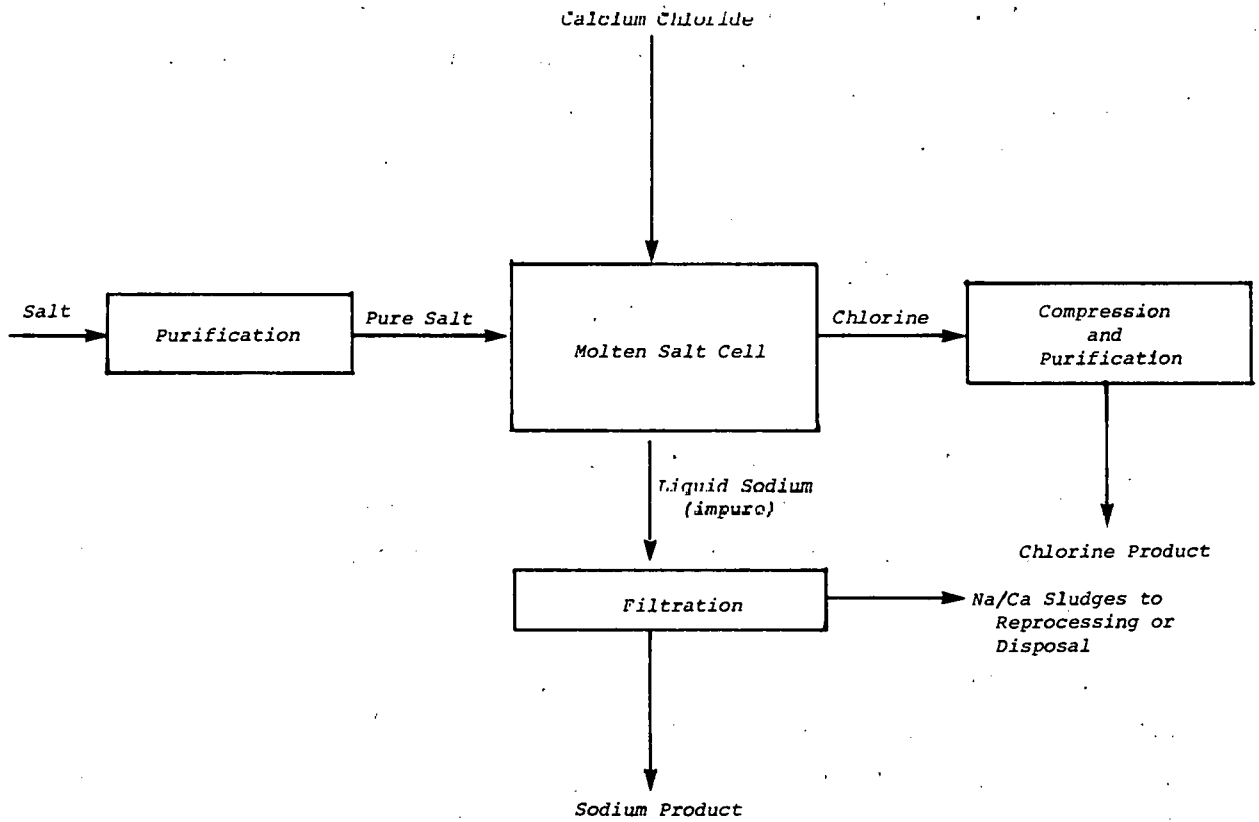 Calcium Chloride
Salt
Purification
Pure Salt
Molten Salt Cell
Chlorine
Compression
and
Purification
Liquid Sodium
(impure)
Chlorine Product
Filtration
Na/Ca Sludges to
Reprocessing or
Disposal
Sodium Product